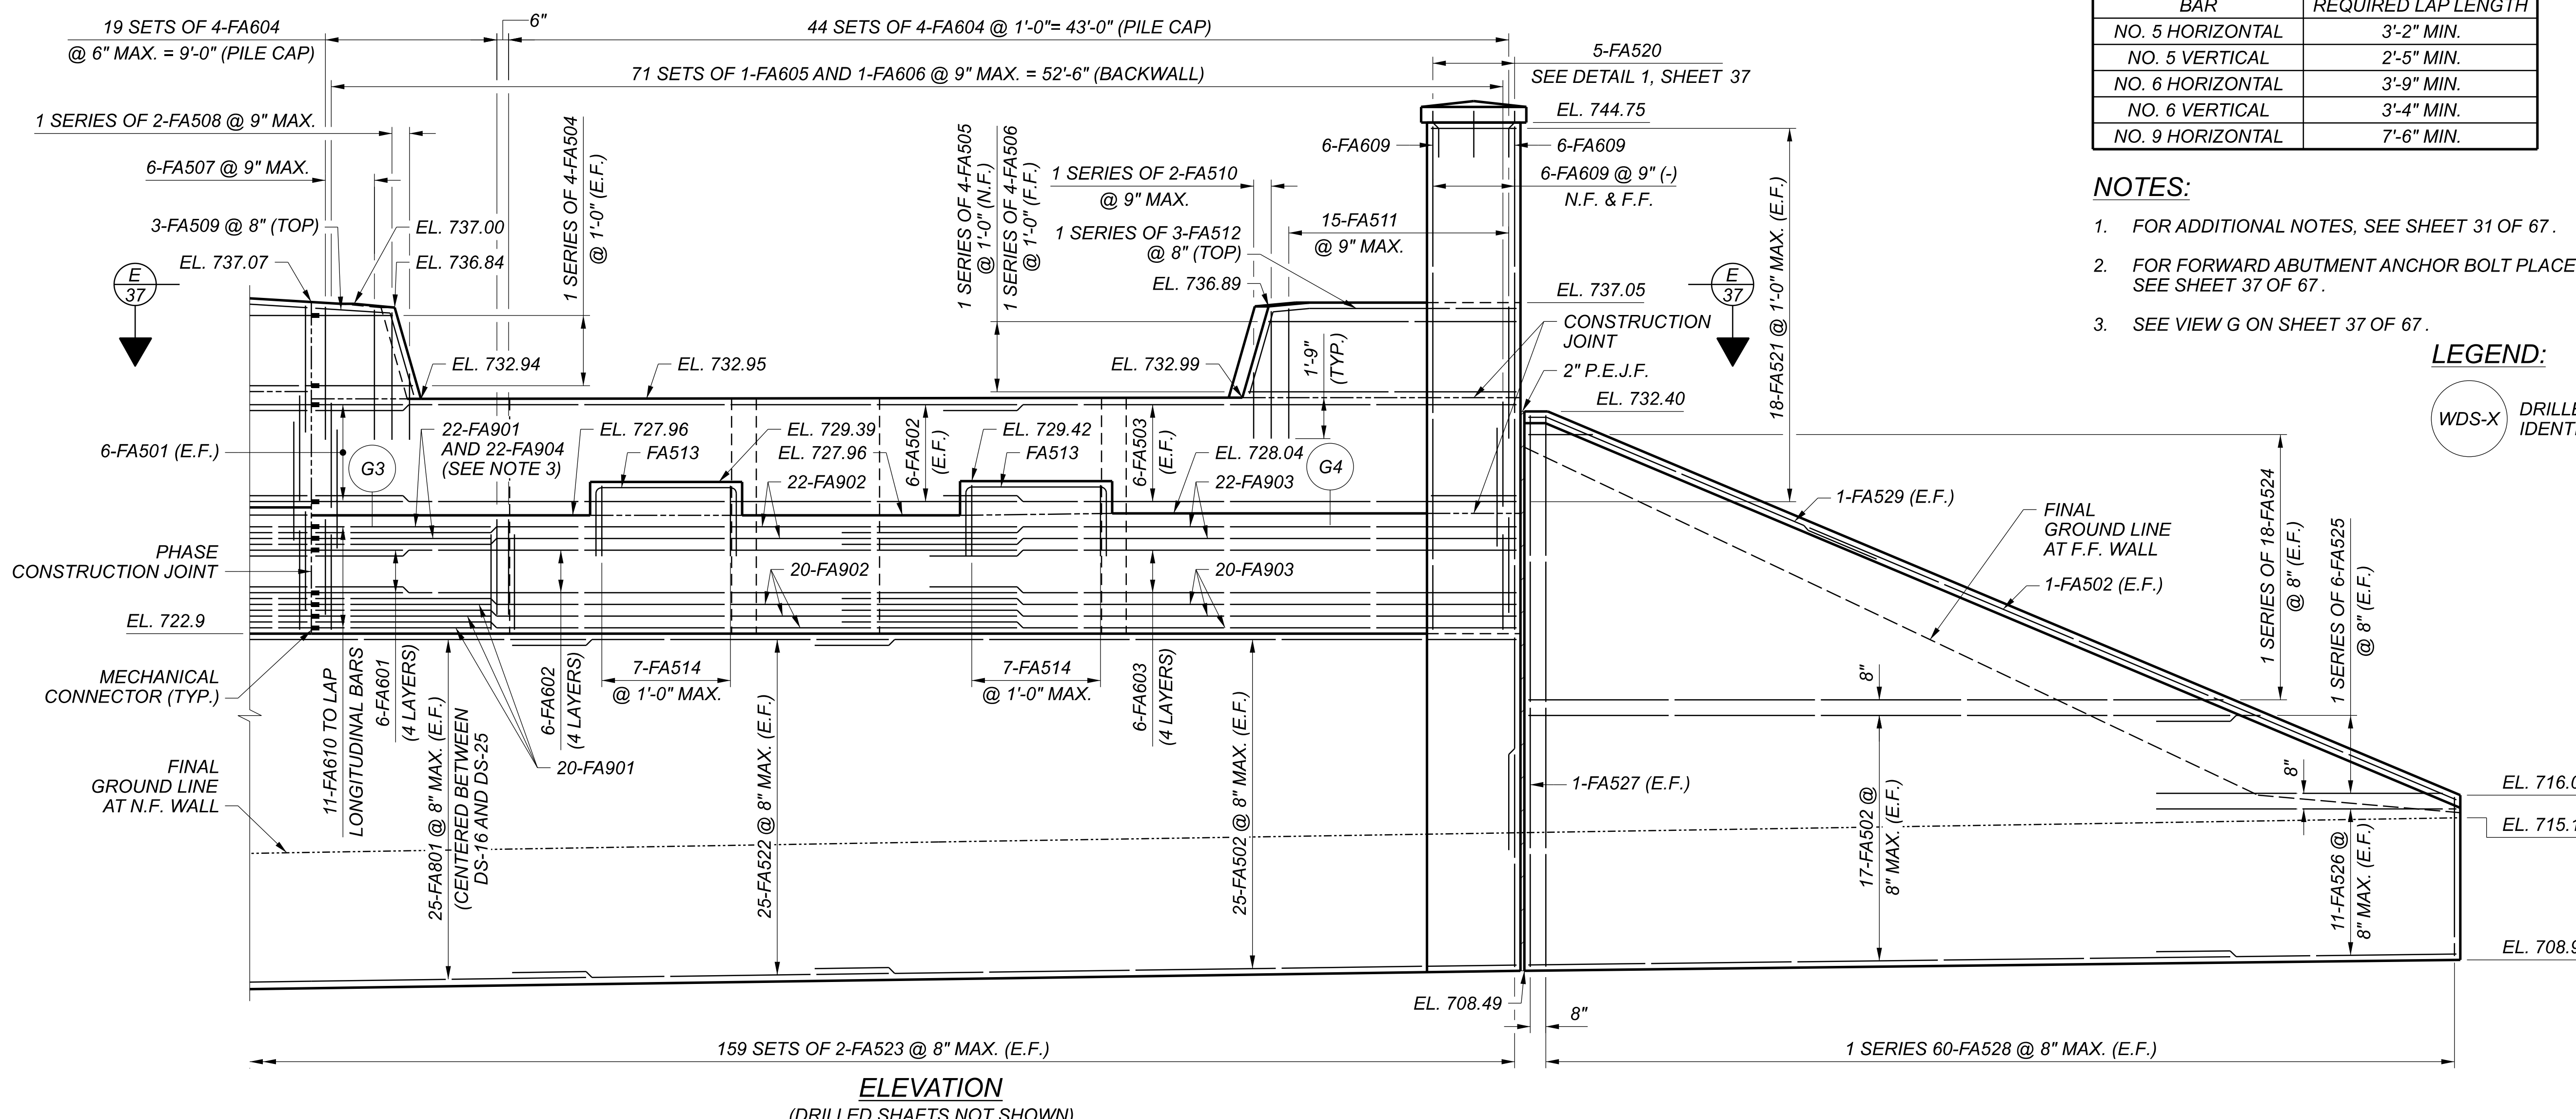 19 SETS OF 4-FA604
@ 6" MAX. = 9'-0" (PILE CAP)
6"
44 SETS OF 4-FA604 @ 1'-0"= 43'-0" (PILE CAP)
71 SETS OF 1-FA605 AND 1-FA606 @ 9" MAX. = 52'-6" (BACKWALL)
5-FA520
SEE DETAIL 1, SHEET 37
BAR REQUIRED LAP LENGTH
NO. 5 HORIZONTAL 3'-2" MIN.
NO. 5 VERTICAL 2'-5" MIN.
NO. 6 HORIZONTAL 3'-9" MIN.
NO. 6 VERTICAL 3'-4" MIN.
NO. 9 HORIZONTAL 7'-6" MIN.
NOTES:
1. FOR ADDITIONAL NOTES, SEE SHEET 31 OF 67.
2. FOR FORWARD ABUTMENT ANCHOR BOLT PLACE
SEE SHEET 37 OF 67.
3. SEE VIEW G ON SHEET 37 OF 67.
LEGEND:
WDS-X
DRILLE
IDENTI
1 SERIES OF 2-FA508 @ 9" MAX.
6-FA507 @ 9" MAX.
3-FA509 @ 8" (TOP)
EL. 737.00
EL. 737.07
EL. 736.84
E
37
1 SERIES OF 4-FA504
@ 1'-0" (E.F.)
1 SERIES OF 4-FA505
@ 1'-0" (N.F.)
1 SERIES OF 4-FA506
@ 1'-0" (F.F.)
1 SERIES OF 2-FA510
@ 9" MAX.
1 SERIES OF 3-FA512
@ 8" (TOP)
15-FA511
@ 9" MAX.
EL. 736.89
EL. 744.75
6-FA609
6-FA609
6-FA609 @ 9" (-)
N.F. & F.F.
18-FA521 @ 1'-0" MAX. (E.F.)
E
37
EL. 737.05
CONSTRUCTION
JOINT
2" P.E.J.F.
EL. 732.40
1'-9"
(TYP.)
EL. 732.94
EL. 732.95
EL. 732.99
6-FA501 (E.F.)
G3
22-FA901
AND 22-FA904
(SEE NOTE 3)
EL. 727.96
FA513
EL. 729.39
EL. 727.96
22-FA902
6-FA502
(E.F.)
EL. 729.42
FA513
6-FA503
(E.F.)
EL. 728.04
22-FA903
G4
PHASE
CONSTRUCTION JOINT
EL. 722.9
20-FA902
20-FA903
MECHANICAL
CONNECTOR (TYP.)
11-FA610 TO LAP
LONGITUDINAL BARS
6-FA601
(4 LAYERS)
25-FA801 @ 8" MAX. (E.F.)
(CENTERED BETWEEN
DS-16 AND DS-25
20-FA901
6-FA602
(4 LAYERS)
7-FA514
@ 1'-0" MAX.
25-FA522 @ 8" MAX. (E.F.)
7-FA514
@ 1'-0" MAX.
6-FA603
(4 LAYERS)
25-FA502 @ 8" MAX. (E.F.)
FINAL
GROUND LINE
AT N.F. WALL
1-FA529 (E.F.)
FINAL
GROUND LINE
AT F.F. WALL
1-FA502 (E.F.)
1 SERIES OF 18-FA524
@ 8" (E.F.)
1 SERIES OF 6-FA525
@ 8" (E.F.)
8"
8"
1-FA527 (E.F.)
17-FA502 @
8" MAX. (E.F.)
11-FA526 @
8" MAX. (E.F.)
EL. 716.0
EL. 715.1
EL. 708.9
EL. 708.49
8"
159 SETS OF 2-FA523 @ 8" MAX. (E.F.)
1 SERIES 60-FA528 @ 8" MAX. (E.F.)
ELEVATION
(DRILLED SHAFTS NOT SHOWN)